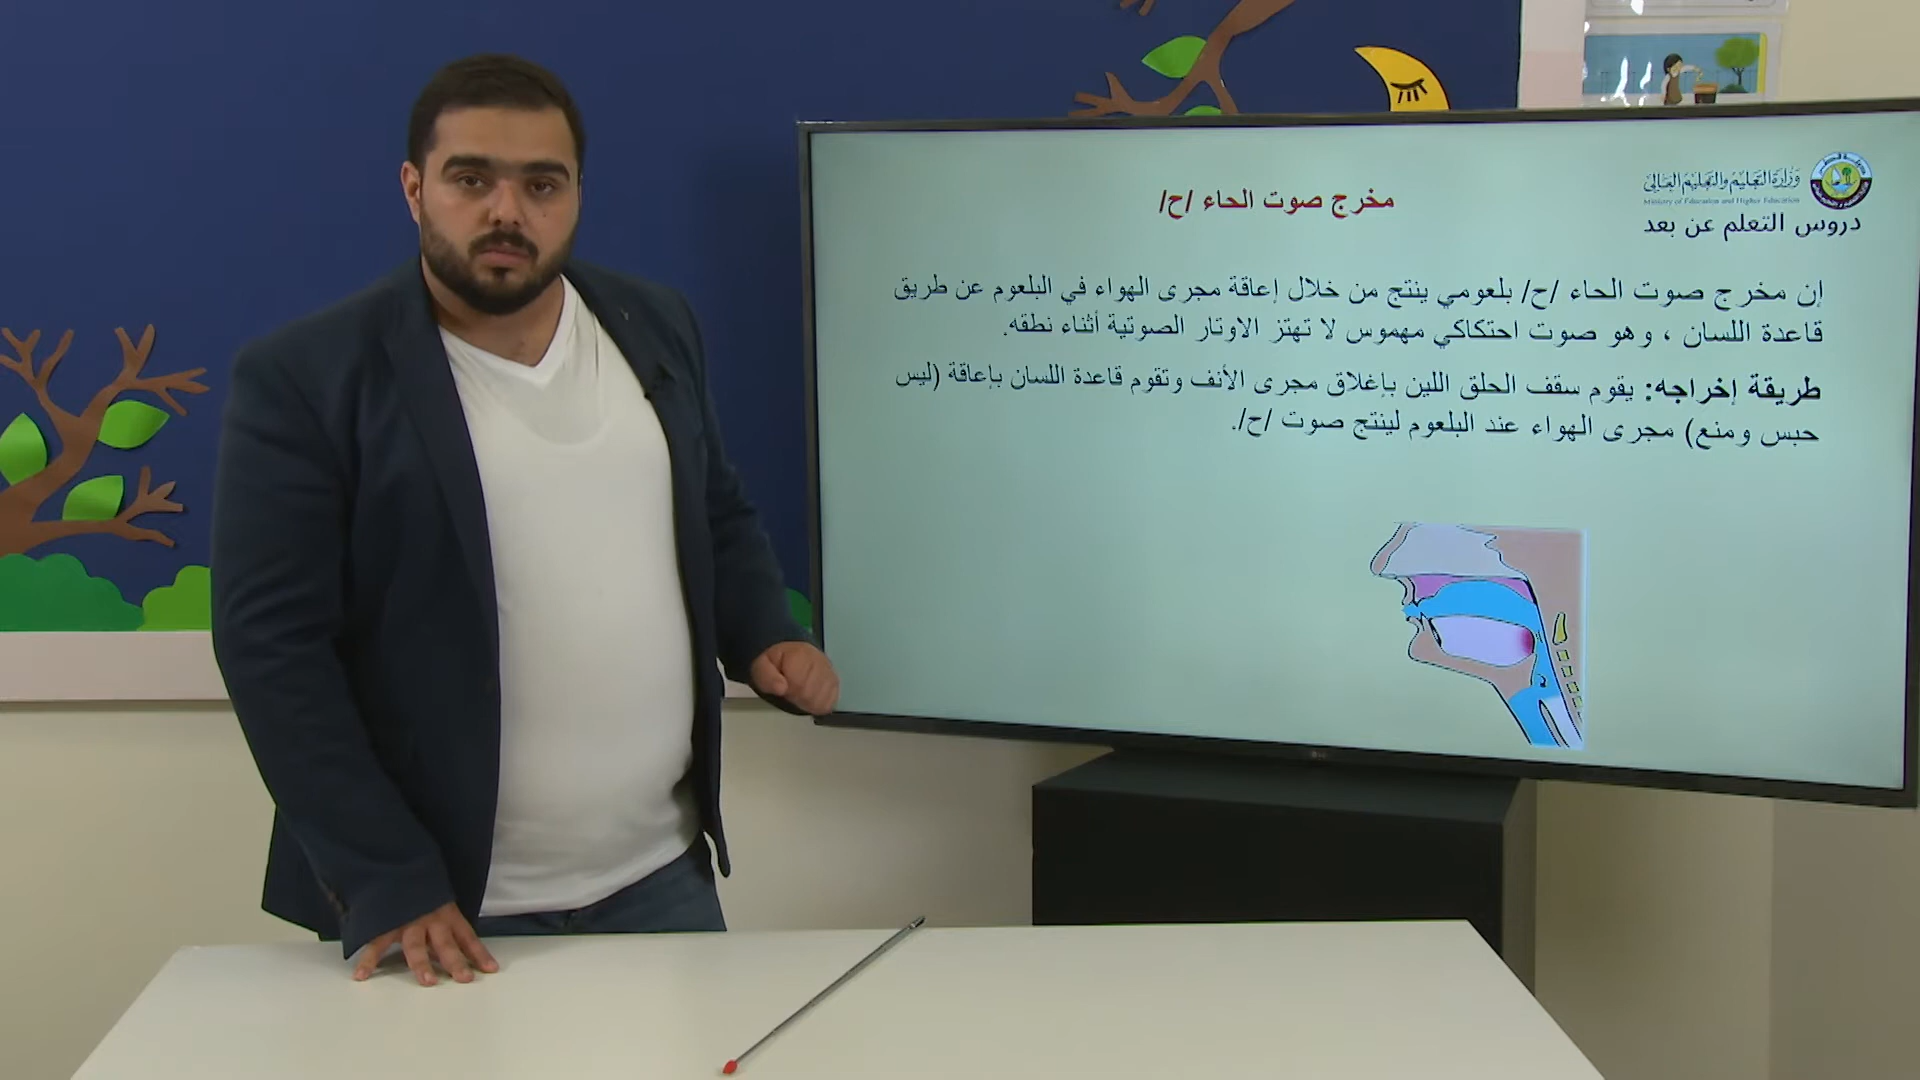 وزارة التعليم والتعليم العالي
Ministry of Education and Higher Education
دروس التعلم عن بعد
مخرج صوت الحاء /ح/
إن مخرج صوت الحاء /ح/ بلعومي ينتج من خلال إعاقة مجرى الهواء في البلعوم عن طريق
قاعدة اللسان ، وهو صوت احتكاكي مهموس لا تهتز الاوتار الصوتية أثناء نطقه.
طريقة إخراجه: يقوم سقف الحلق اللين بإغلاق مجرى الأنف وتقوم قاعدة اللسان بإعاقة (ليس
حبس ومنع) مجرى الهواء عند البلعوم لينتج صوت /ح/.
LG